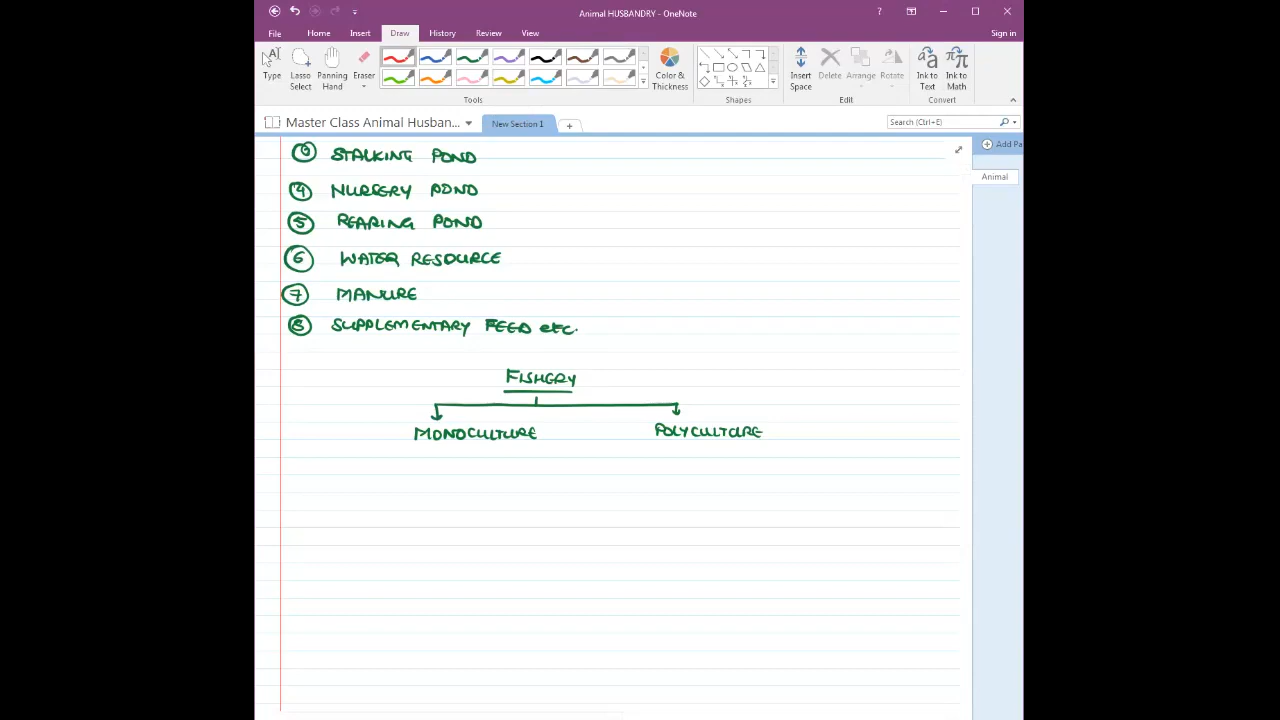 Animal HUSBANDRY - OneNote
?
File Home Insert Draw History Review View Sign in
Type
Lasso Select
Panning Hand
Eraser
Color & Thickness
Insert Space
Delete
Arrange
Rotate
Ink to Text
Ink to Math
Tools Shapes Edit Convert
Master Class Animal Husban... New Section 1 Search (Ctrl+E)
Add Pa
Animal
3 STALKING POND
4 NURSERY POND
5 REARING POND
6 WATER RESOURCE
7 MANURE
8 SUPPLEMENTARY FEED etc.
FISHERY
MONOCULTURE POLYCULTURE